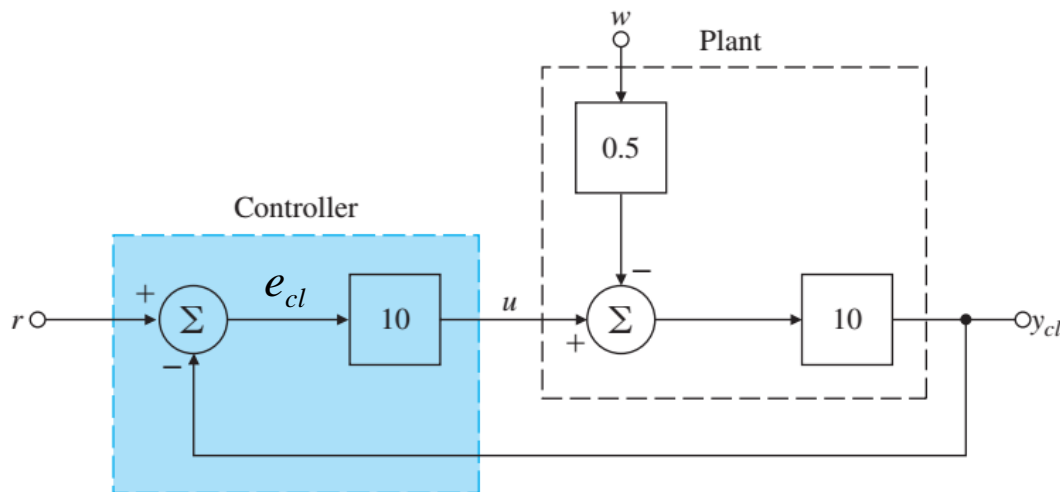 w
Plant
0.5
Controller
−
+
e_cl
10
u
10
r
Σ
Σ
y_cl
+
−